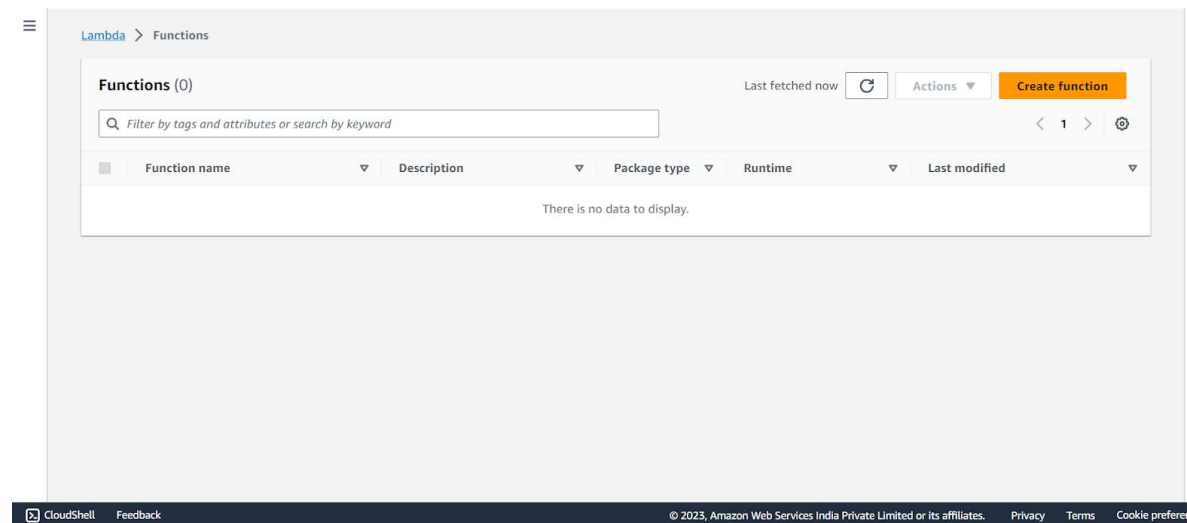 Lambda > Functions
Functions (0)
Last fetched now
Actions
Create function
Filter by tags and attributes or search by keyword
< 1 >
Function name Description Package type Runtime Last modified
There is no data to display.
CloudShell Feedback © 2023, Amazon Web Services India Private Limited or its affiliates. Privacy Terms Cookie preferen